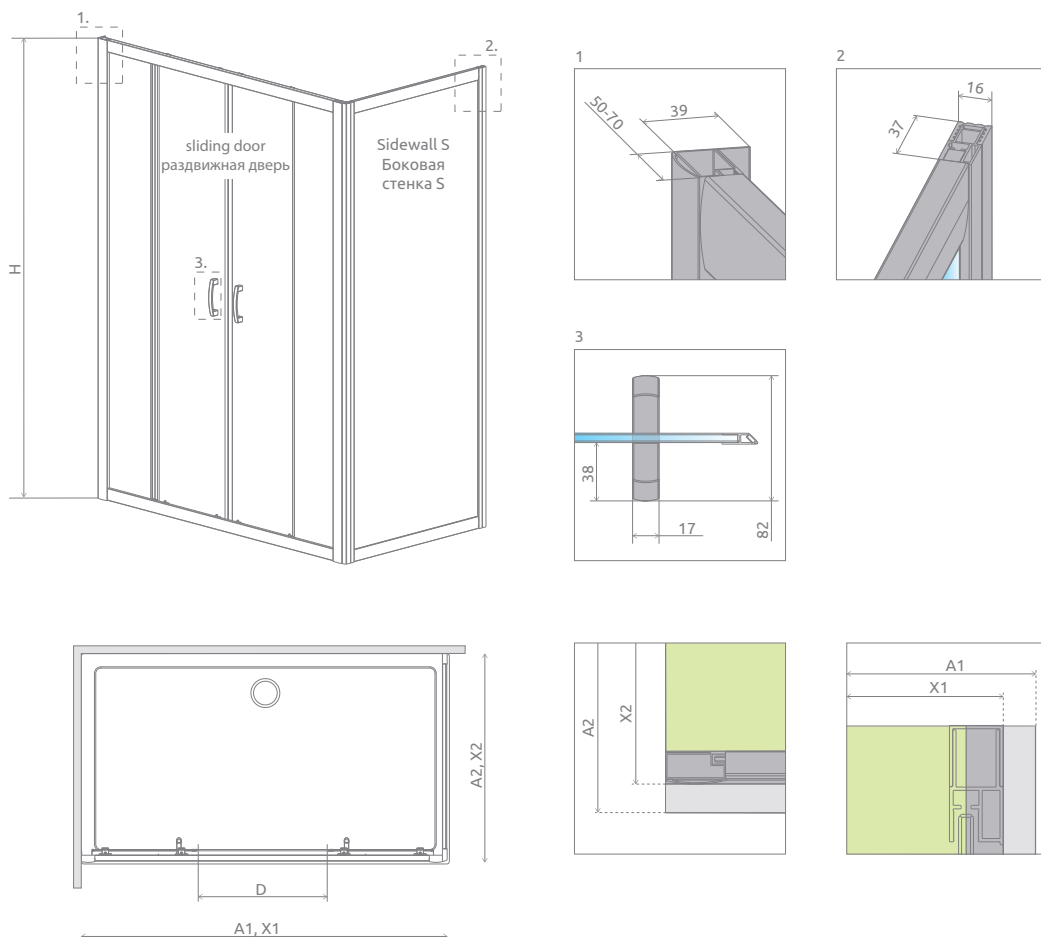 1.
2.
sliding door
раздвижная дверь
Sidewall S
Боковая
стенка S
3.
H
1
50-70
39
2
16
37
3
38
17
82
A2, X2
D
A1, X1
A2
X2
A1
X1